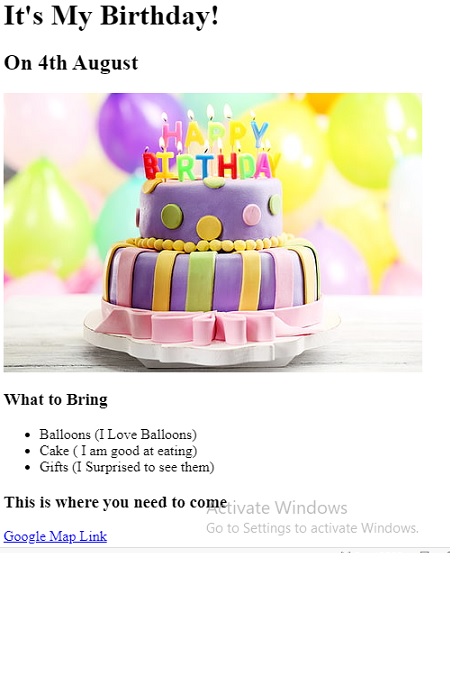 It's My Birthday!
On 4th August
HAPPY
BIRTHDAY
What to Bring
Balloons (I Love Balloons)
Cake ( I am good at eating)
Gifts (I Surprised to see them)
This is where you need to come
Activate Windows
Go to Settings to activate Windows.
Google Map Link